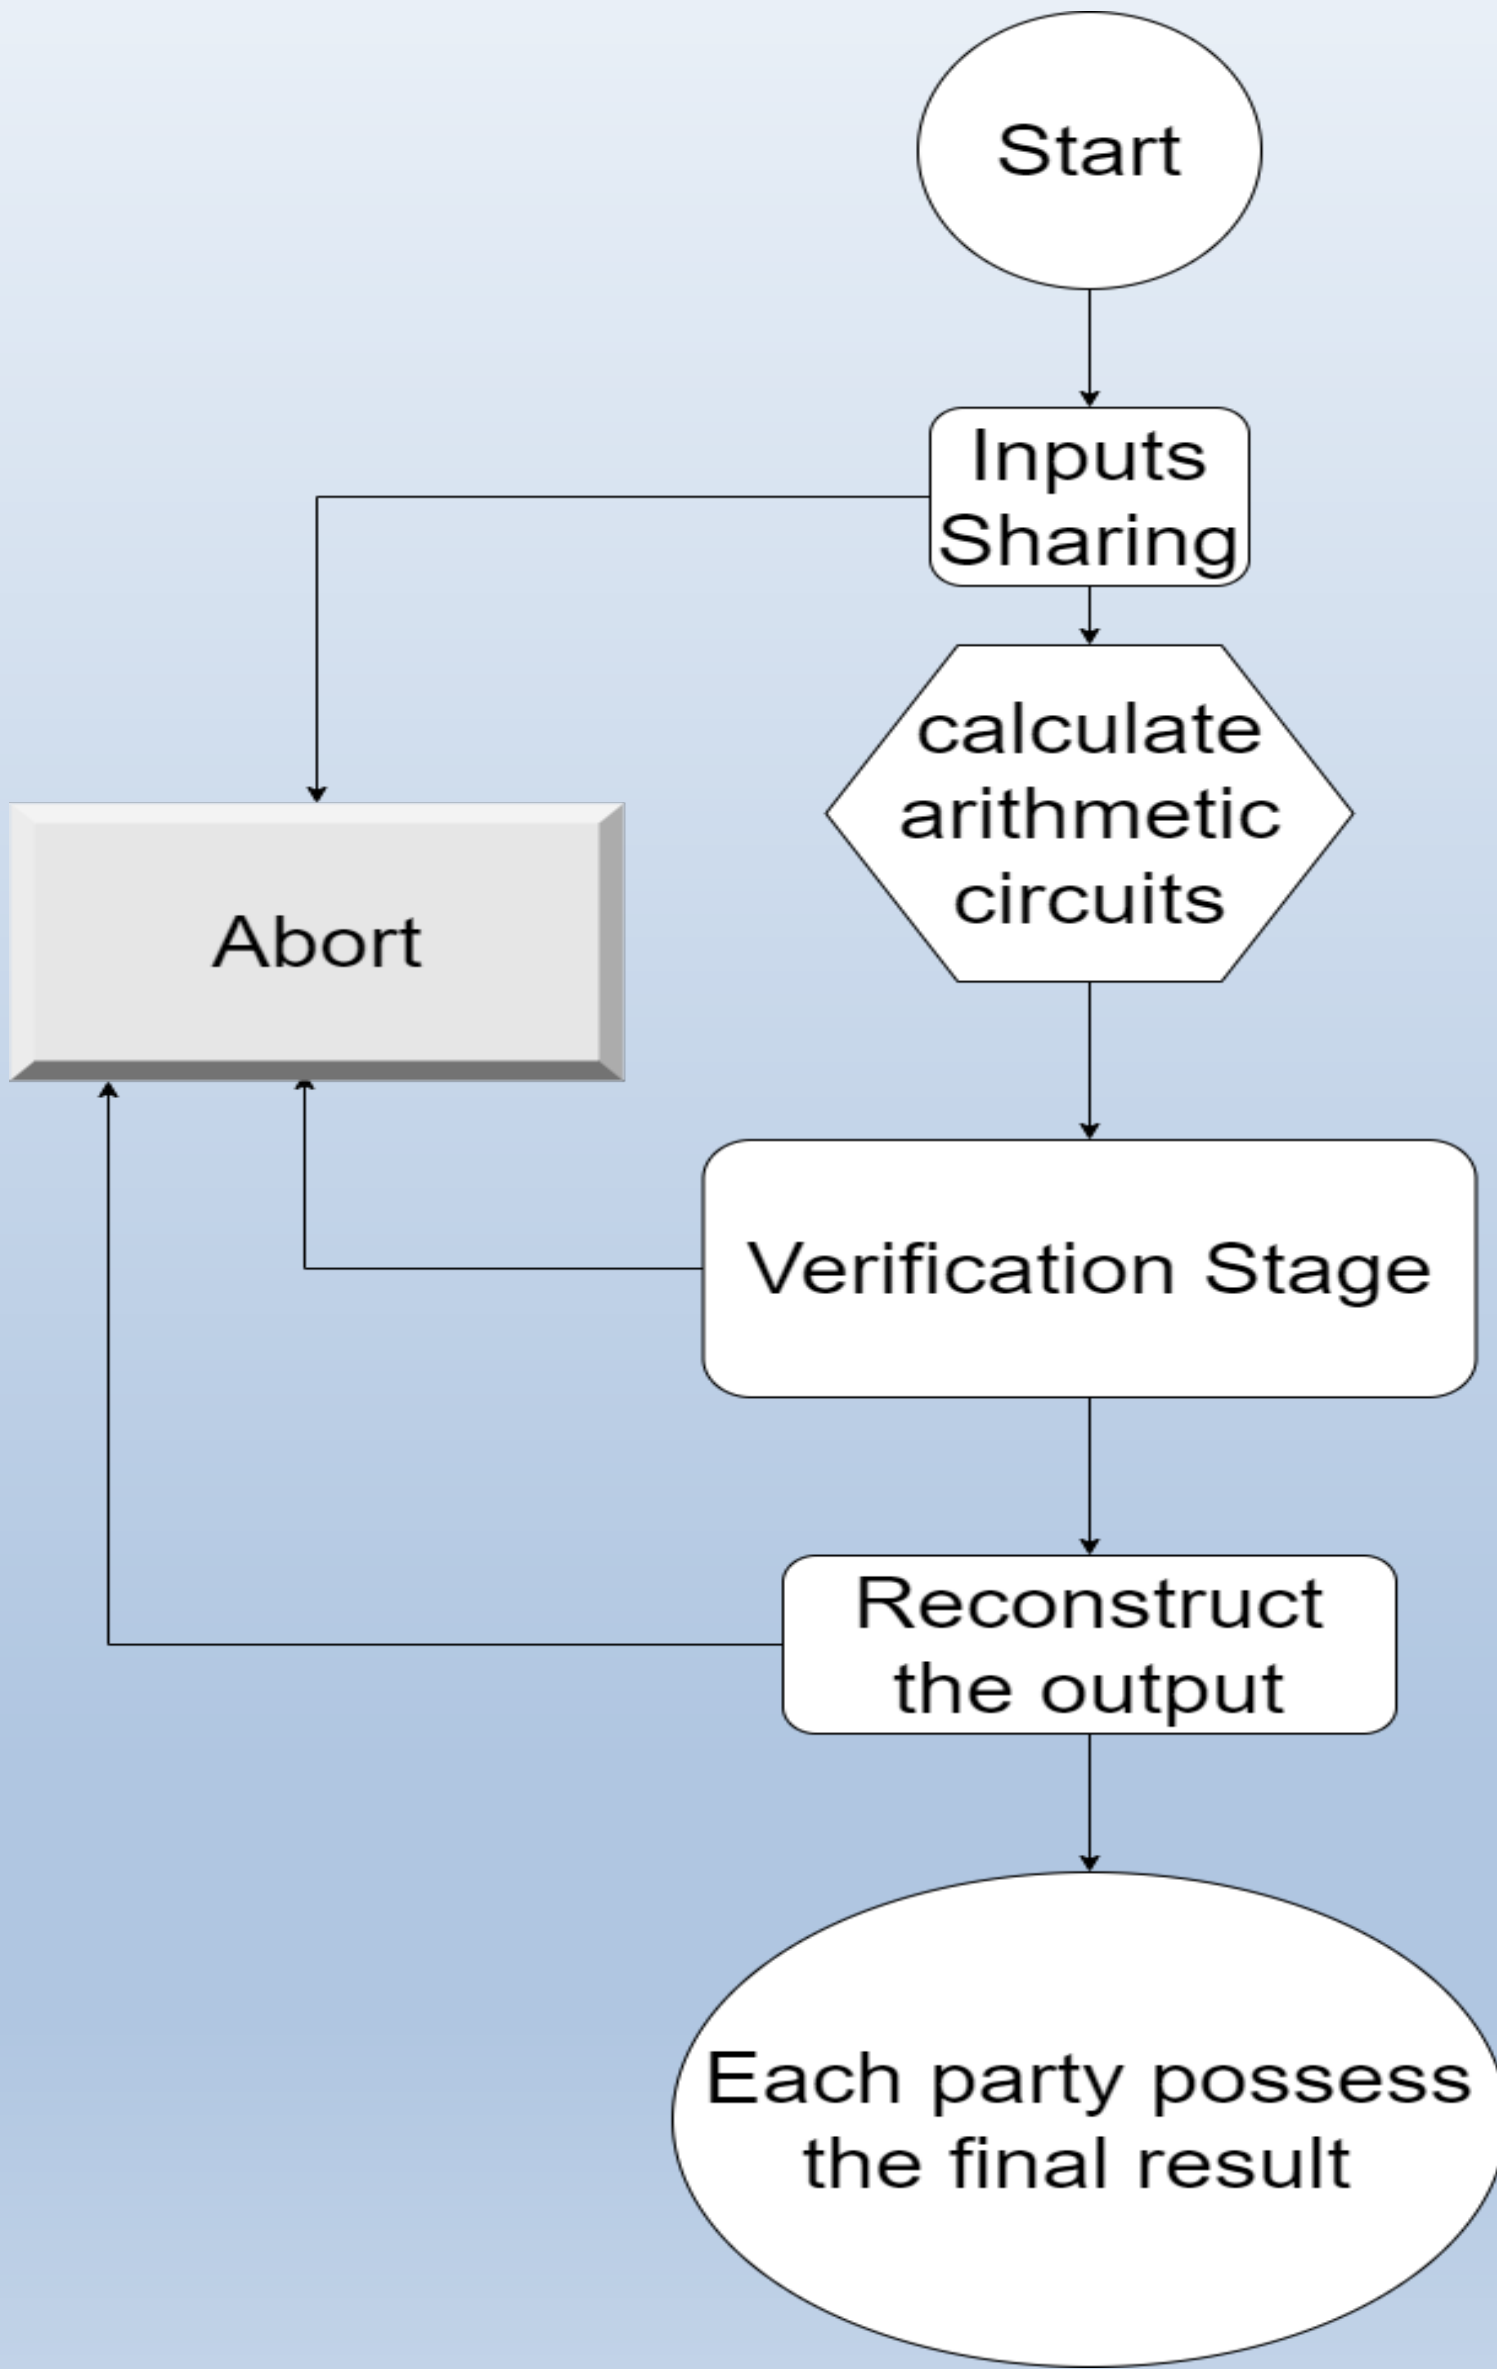 Start
Inputs
Sharing
calculate
arithmetic
circuits
Abort
Verification Stage
Reconstruct
the output
Each party possess
the final result